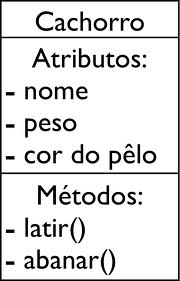 Cachorro
Atributos:
- nome
- peso
- cor do pêlo
Métodos:
- latir()
- abanar()